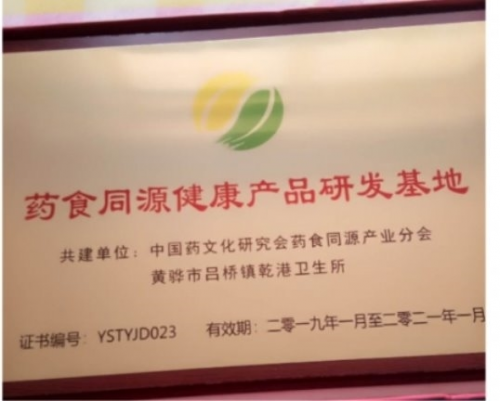 药食同源健康产品研发基地
共建单位：中国药文化研究会药食同源产业分会
黄骅市吕桥镇乾港卫生所
证书编号：YSTYJD023 有效期：二零一九年一月至二零二一年一月